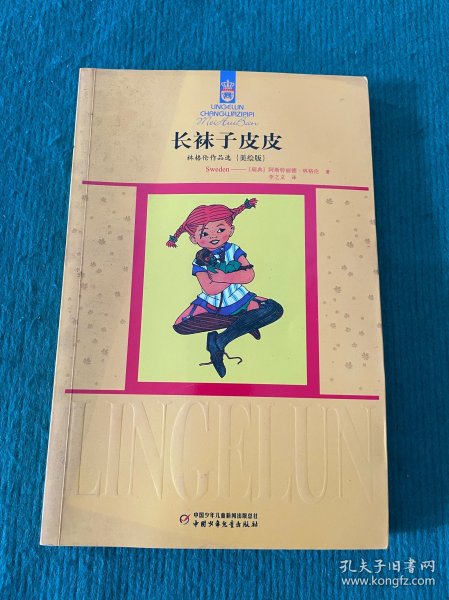 LINGELUN
CHANGWAZIPIPI
MeiHuiBan
长袜子皮皮
林格伦作品选【美绘版】
Sweden——[瑞典]阿斯特丽德·林格伦 著
李之义 译
LINGELUN
中国少年儿童新闻出版总社
中国少年儿童出版社
孔夫子旧书网
www.kongfz.com